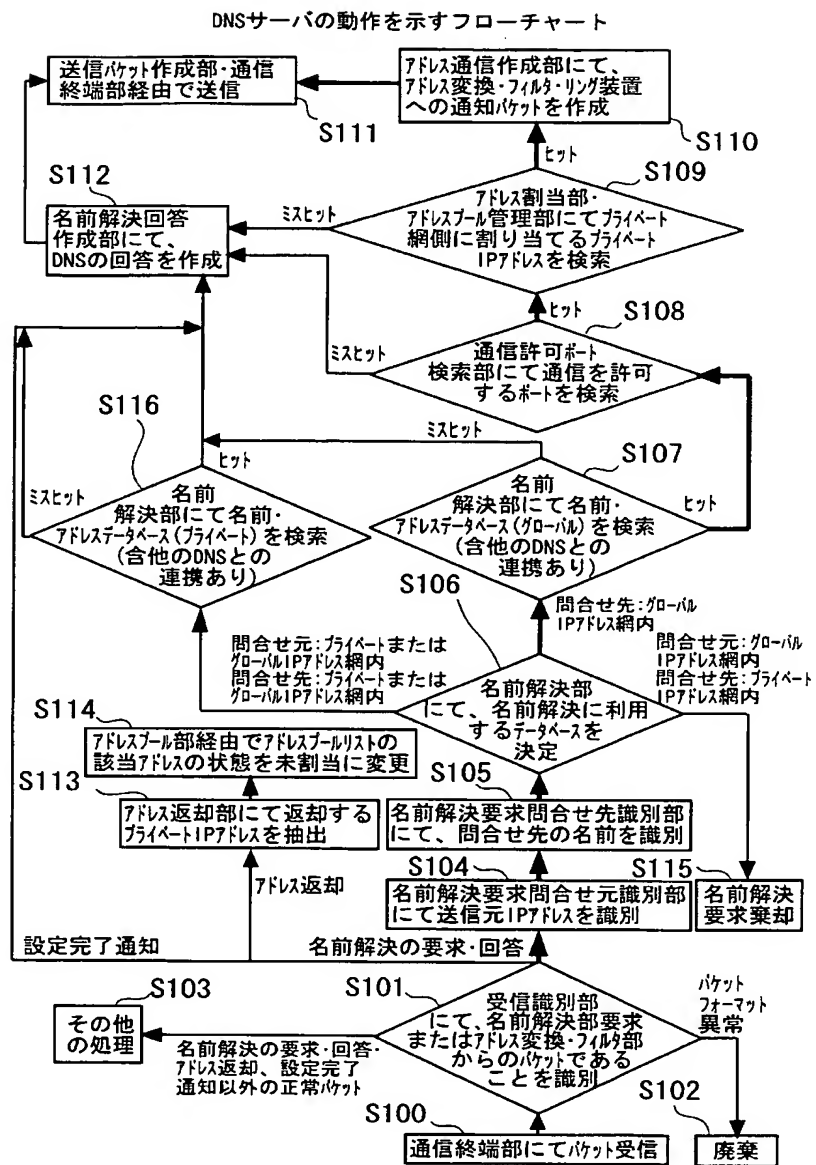 DNSサーバの動作を示すフローチャート
送信パケット作成部・通信
終端部経由で送信
S111
アドレス通信作成部にて、
アドレス変換・フィルタ・リング装置
への通知パケットを作成
S110
ヒット
S109
アドレス割当部・
アドレスプール管理部にてプライベート
網側に割り当てるプライベート
IPアドレスを検索
ミスヒット
S112
名前解決回答
作成部にて、
DNSの回答を作成
ヒット
S108
通信許可ポート
検索部にて通信を許可
するポートを検索
ミスヒット
S116
ミスヒット
ヒット
名前
解決部にて名前・
アドレスデータベース(プライベート)を検索
(含他のDNSとの
連携あり)
ミスヒット
S107
名前
解決部にて名前・
アドレスデータベース(グローバル)を検索
(含他のDNSとの
連携あり)
ヒット
S106
問合せ先:グローバル
IPアドレス網内
問合せ元:プライベートまたは
グローバルIPアドレス網内
問合せ先:プライベートまたは
グローバルIPアドレス網内
問合せ元:グローバル
IPアドレス網内
問合せ先:プライベート
IPアドレス網内
名前解決部
にて、名前解決に利用
するデータベースを
決定
S114
アドレスプール部経由でアドレスプールリストの
該当アドレスの状態を未割当に変更
S113
アドレス返却部にて返却する
プライベートIPアドレスを抽出
S105
名前解決要求問合せ先識別部
にて、問合せ先の名前を識別
S104
名前解決要求問合せ元識別部
にて送信元IPアドレスを識別
S115
名前解決
要求棄却
アドレス返却
設定完了通知
名前解決の要求・回答
S103
その他
の処理
S101
受信識別部
にて、名前解決部要求
またはアドレス変換・フィルタ部
からのパケットである
ことを識別
パケット
フォーマット
異常
名前解決の要求・回答・
アドレス返却、設定完了
通知以外の正常パケット
S100
通信終端部にてパケット受信
S102
廃棄